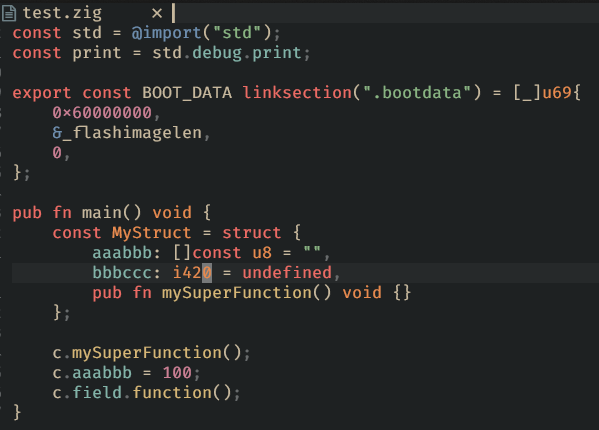 test.zig ×
const std = @import("std");
const print = std.debug.print;
export const BOOT_DATA linksection(".bootdata") = [_]u69{
    0×60000000,
    &_flashimagelen,
    0,
};
pub fn main() void {
    const MyStruct = struct {
        aaabbb: []const u8 = "",
        bbbccc: i420 = undefined,
        pub fn mySuperFunction() void {}
    };
    c.mySuperFunction();
    c.aaabbb = 100;
    c.field.function();
}